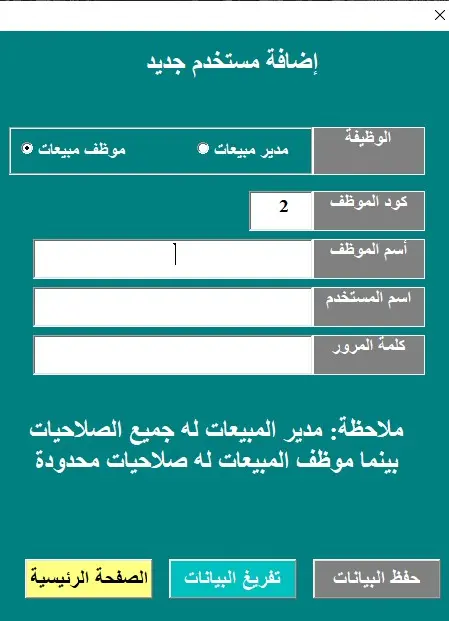 إضافة مستخدم جديد
الوظيفة
مدير مبيعات
موظف مبيعات
كود الموظف
2
أسم الموظف
اسم المستخدم
كلمة المرور
ملاحظة: مدير المبيعات له جميع الصلاحيات
بينما موظف المبيعات له صلاحيات محدودة
حفظ البيانات
تفريغ البيانات
الصفحة الرئيسية